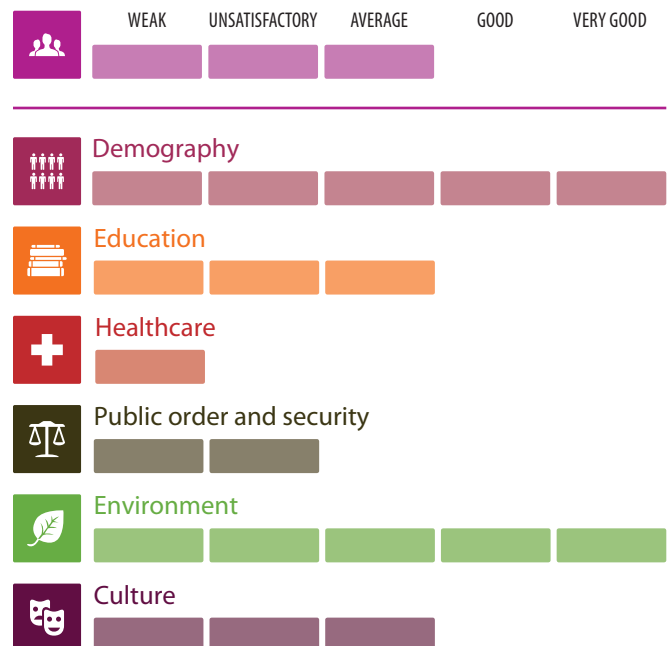 WEAK UNSATISFACTORY AVERAGE GOOD VERY GOOD
Demography
Education
Healthcare
Public order and security
Environment
Culture